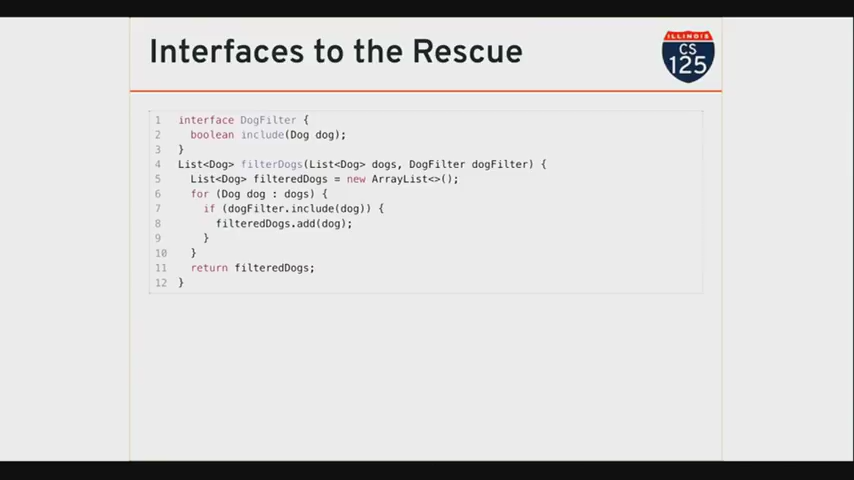 Interfaces to the Rescue
ILLINOIS
CS
125
1 interface DogFilter {
2 boolean include(Dog dog);
3 }
4 List<Dog> filterDogs(List<Dog> dogs, DogFilter dogFilter) {
5 List<Dog> filteredDogs = new ArrayList<>();
6 for (Dog dog : dogs) {
7 if (dogFilter.include(dog)) {
8 filteredDogs.add(dog);
9 }
10 }
11 return filteredDogs;
12 }